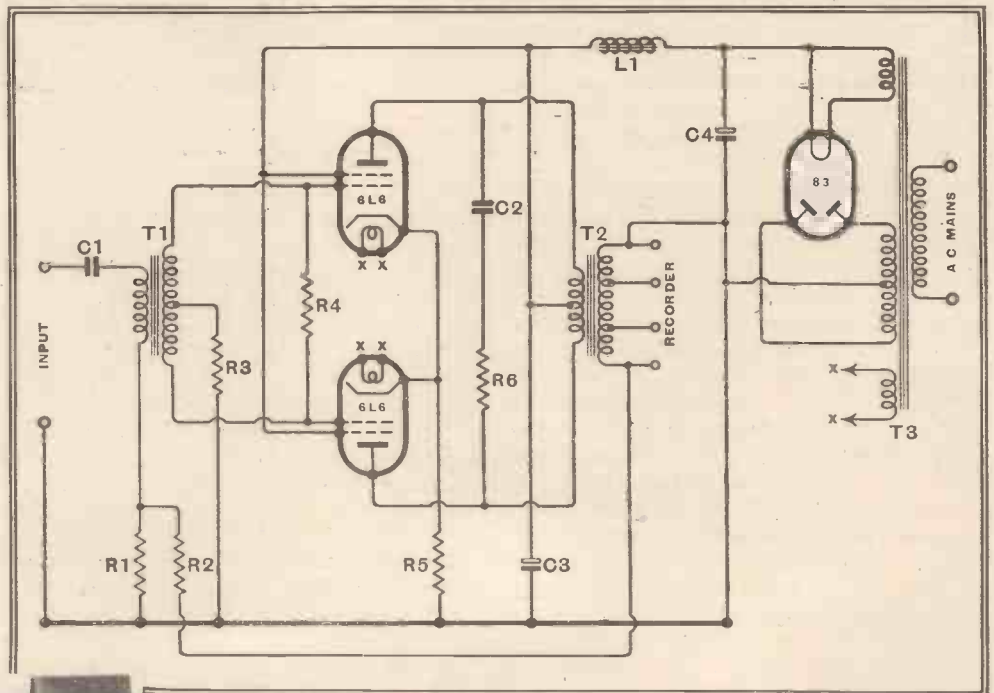 L1
C4
83
6L6
C2
T1
C1
T2
R4
RECORDER
AC MAINS
INPUT
R3
X X
X X
6L6
R6
X
X
T3
R1
R2
R5
C3